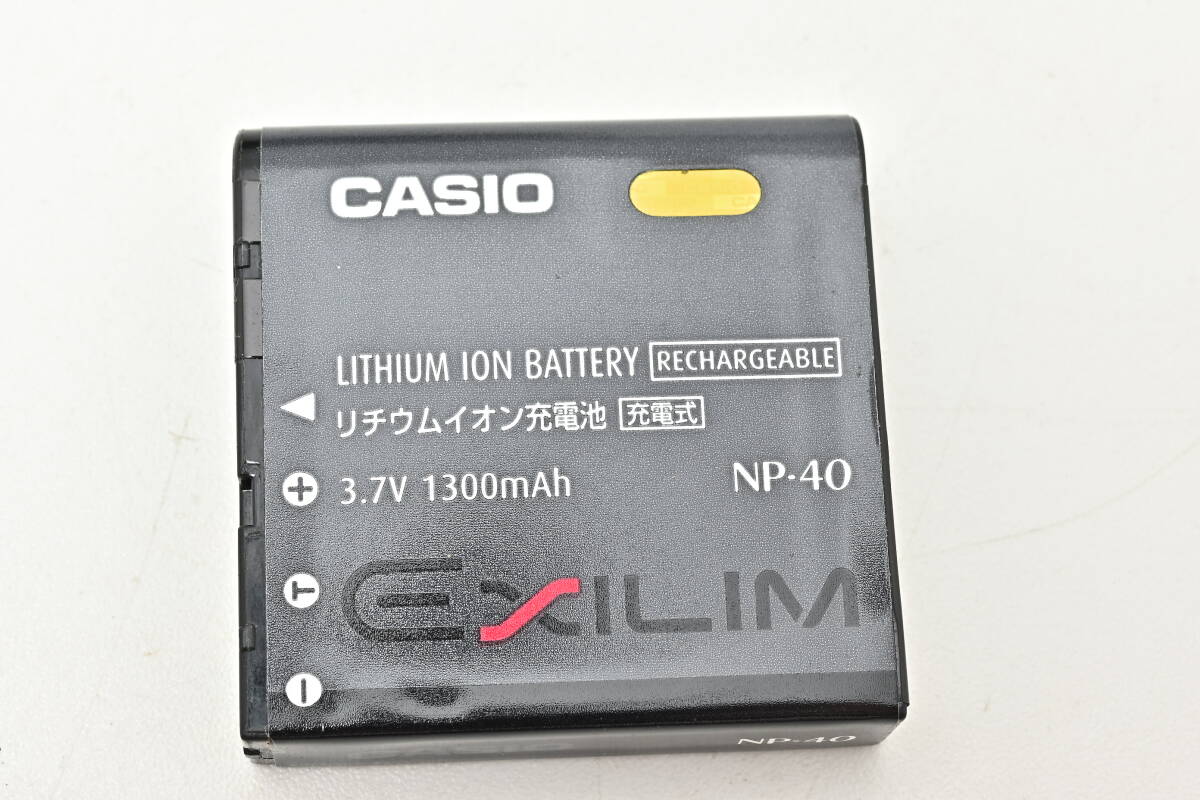 CASIO
LITHIUM ION BATTERY RECHARGEABLE
リチウムイオン充電池 充電式
3.7V 1300mAh NP-40
T
EXILIM
NP-40